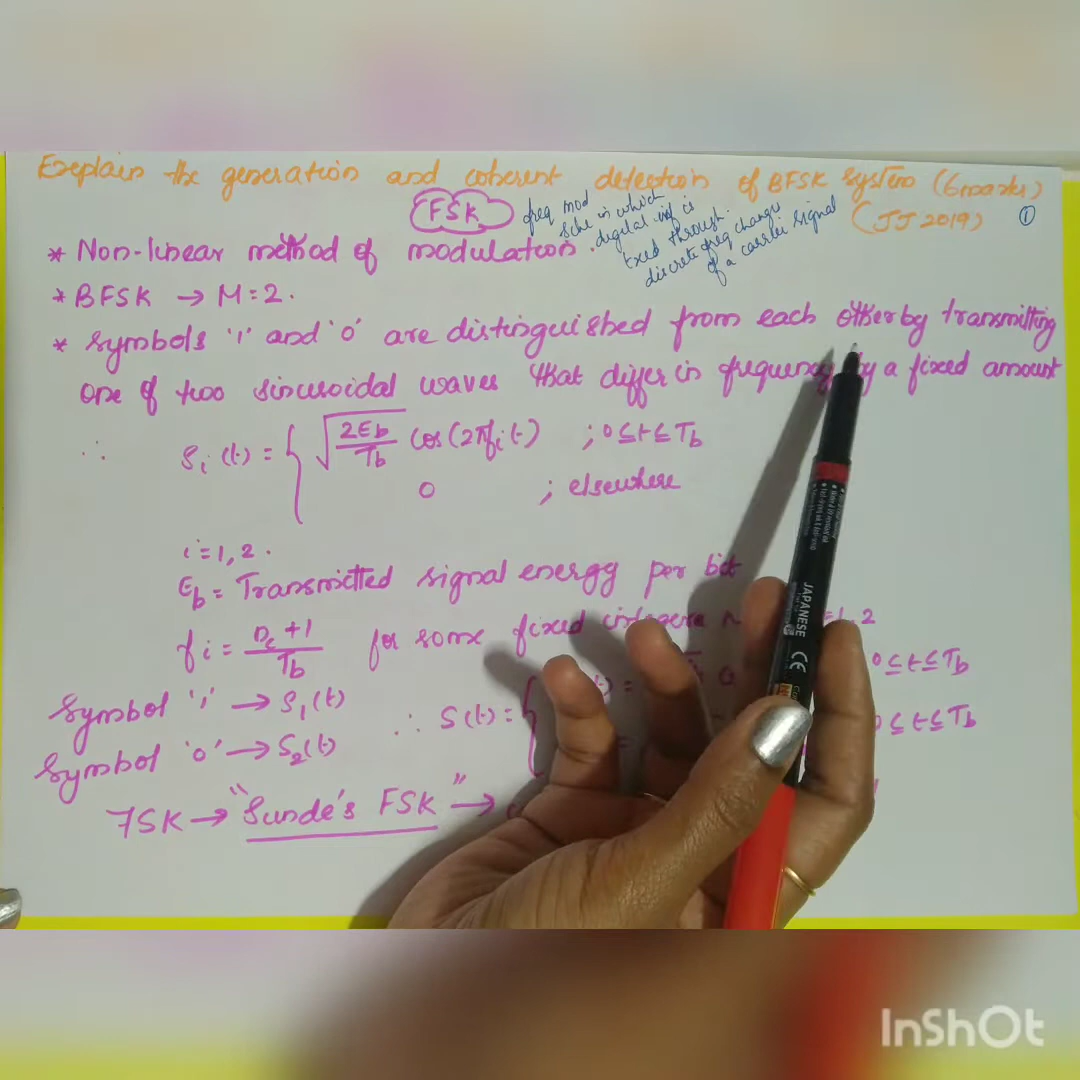 Explain the generation and coherent detection of BFSK System (6marks)
(JJ 2019) ①
FSK
freq mod
sche in which
digital inf is
txed through
discrete freq change
of a carrier signal
* Non-linear method of modulation.
* BFSK → M=2.
* Symbols '1' and '0' are distinguished from each other by transmitting
one of two sinusoidal waves that differ in frequency by a fixed amount
∴ Si(t) = { √(2Eb/Tb) cos(2πfit) ; 0≤t≤Tb
0 ; elsewhere
i=1,2.
Eb = Transmitted signal energy per bit
fi = (nc+1)/Tb for some fixed integer
Symbol '1' → S1(t)
Symbol '0' → S2(t)
∴ S(t) = {
0≤t≤Tb
0≤t≤Tb
FSK → "Sunde's FSK" →
JAPANESE
CE
InShOt